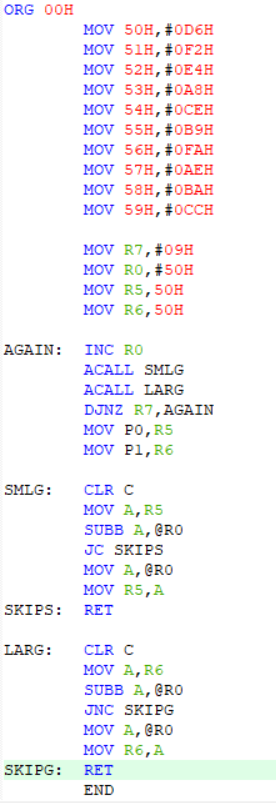 ORG 00H
MOV 50H,#0D6H
MOV 51H,#0F2H
MOV 52H,#0E4H
MOV 53H,#0A8H
MOV 54H,#0CEH
MOV 55H,#0B9H
MOV 56H,#0FAH
MOV 57H,#0AEH
MOV 58H,#0BAH
MOV 59H,#0CCH
MOV R7,#09H
MOV R0,#50H
MOV R5,50H
MOV R6,50H
AGAIN: INC R0
ACALL SMLG
ACALL LARG
DJNZ R7,AGAIN
MOV P0,R5
MOV P1,R6
SMLG: CLR C
MOV A,R5
SUBB A,@R0
JC SKIPS
MOV A,@R0
MOV R5,A
SKIPS: RET
LARG: CLR C
MOV A,R6
SUBB A,@R0
JNC SKIPG
MOV A,@R0
MOV R6,A
SKIPG: RET
END